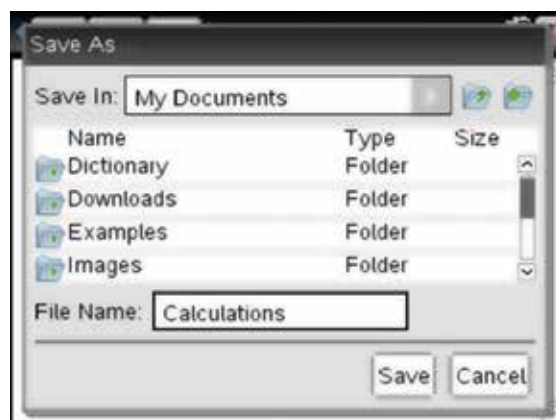 Save As
Save In: My Documents
Name Type Size
Dictionary Folder
Downloads Folder
Examples Folder
Images Folder
File Name: Calculations
Save Cancel